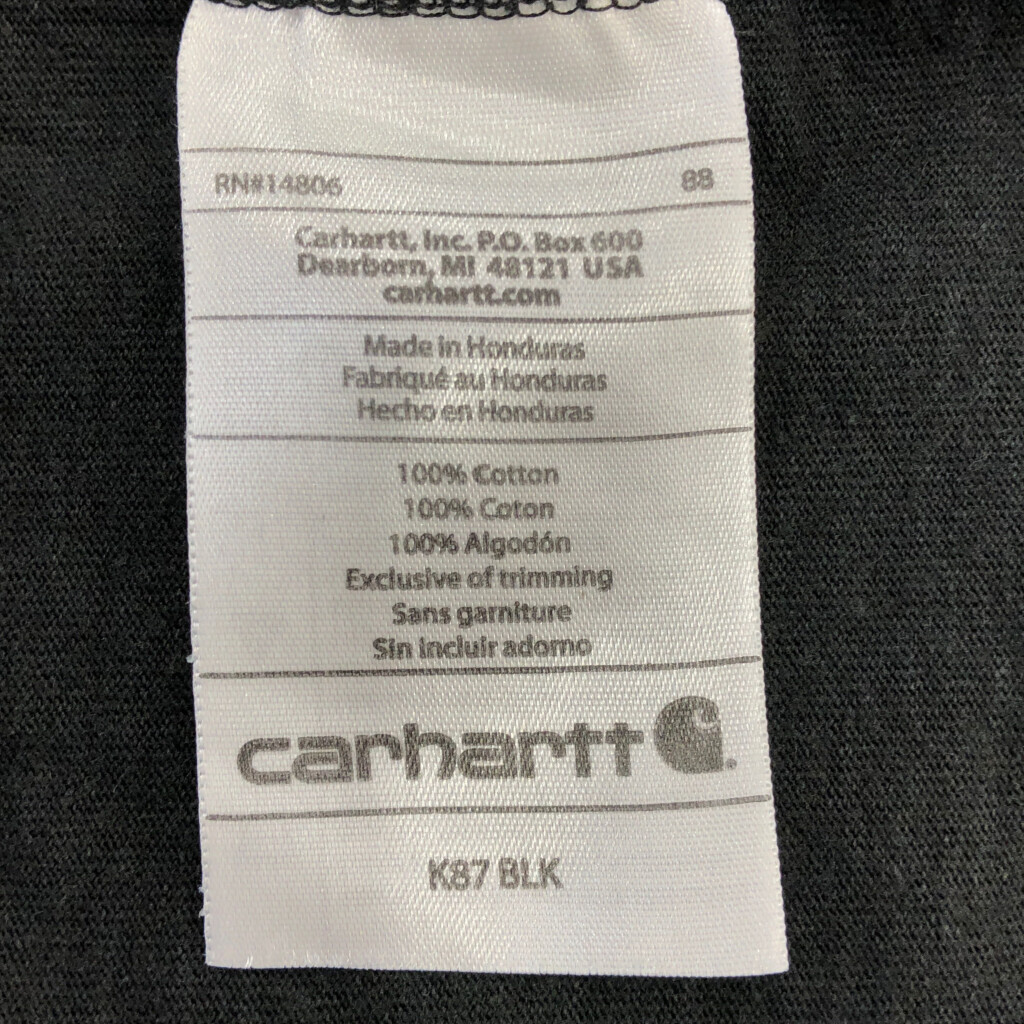 RN#14806 88
Carhartt, Inc. P.O. Box 600
Dearborn, MI 48121 USA
carhartt.com
Made in Honduras
Fabriqué au Honduras
Hecho en Honduras
100% Cotton
100% Coton
100% Algodón
Exclusive of trimming
Sans garniture
Sin incluir adorno
carhartt
K87 BLK